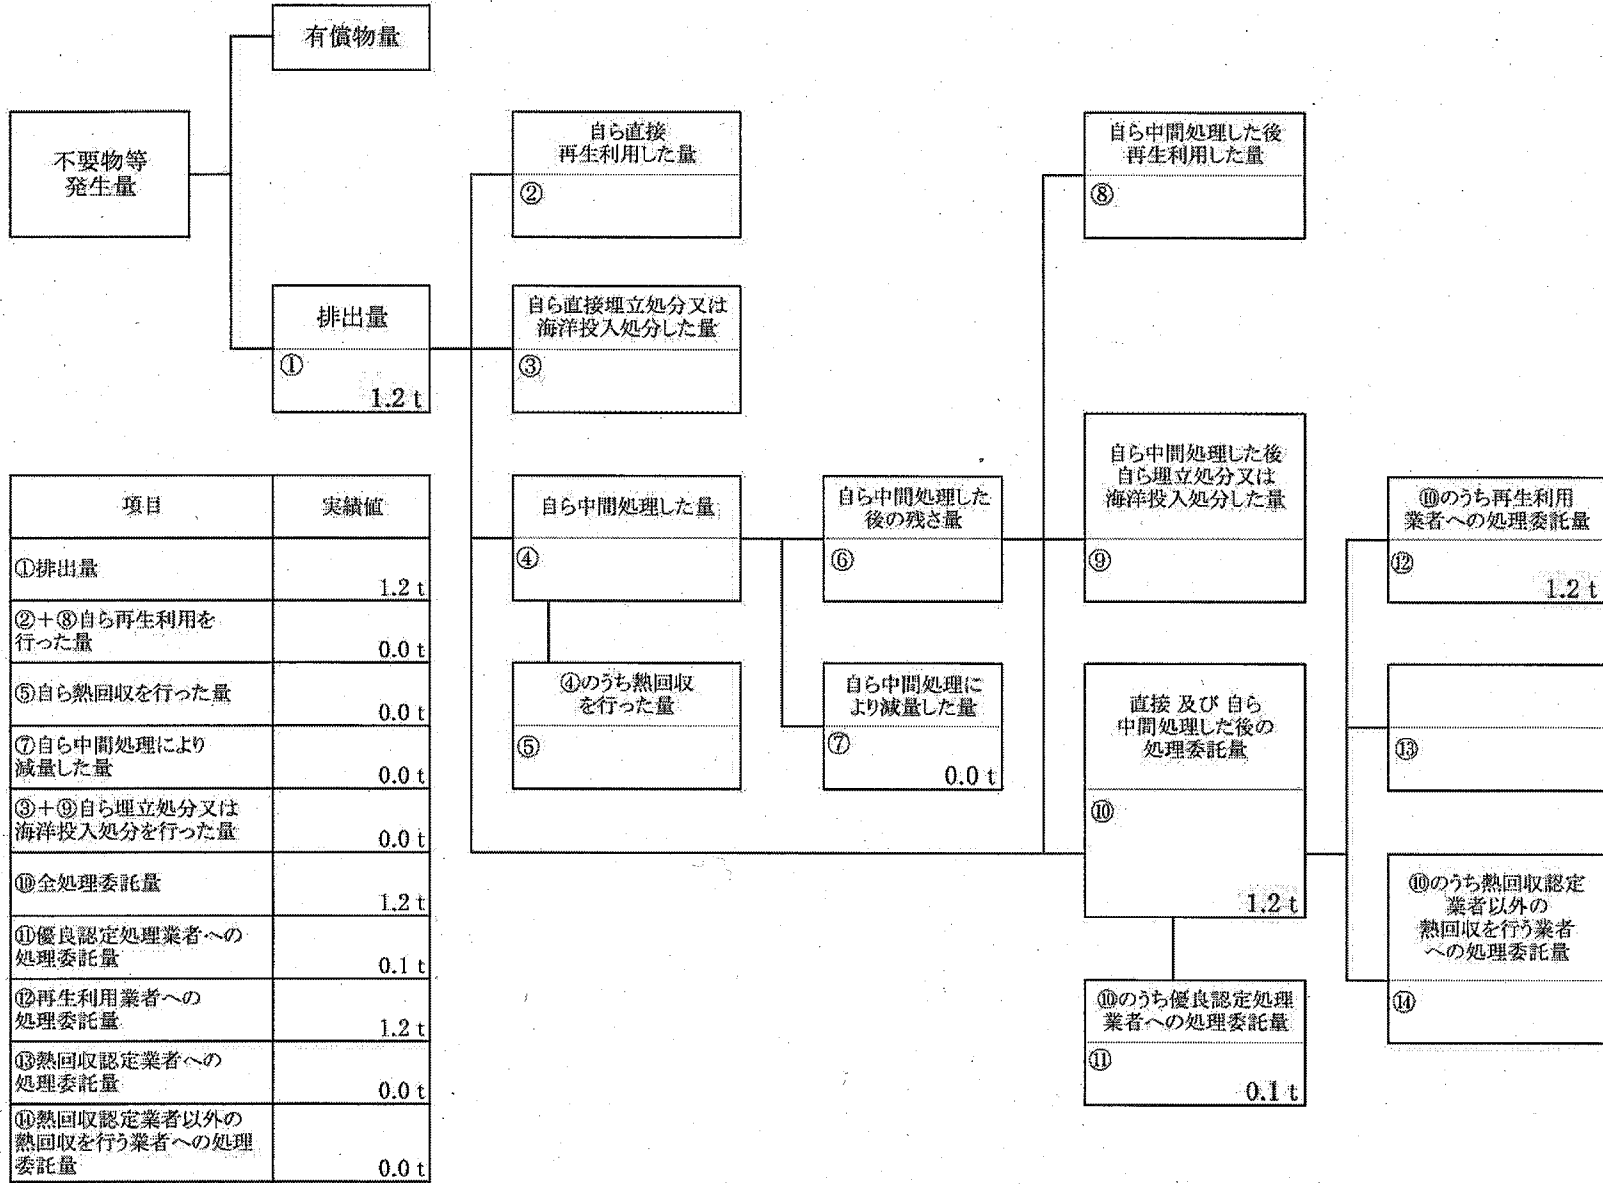 有償物量
不要物等
発生量
自ら直接
再生利用した量
②
自ら中間処理した後
再生利用した量
⑧
排出量
①
1.2 t
自ら直接埋立処分又は
海洋投入処分した量
③
自ら中間処理した量
④
自ら中間処理した
後の残さ量
⑥
自ら中間処理した後
自ら埋立処分又は
海洋投入処分した量
⑨
⑩のうち再生利用
業者への処理委託量
⑫
1.2 t
④のうち熱回収
を行った量
⑤
自ら中間処理に
より減量した量
⑦
0.0 t
直接 及び 自ら
中間処理した後の
処理委託量
⑩
1.2 t
⑬
⑩のうち熱回収認定
業者以外の
熱回収を行う業者
への処理委託量
⑭
⑩のうち優良認定処理
業者への処理委託量
⑪
0.1 t
項目 実績値
①排出量
1.2 t
②+⑧自ら再生利用を
行った量
0.0 t
⑤自ら熱回収を行った量
0.0 t
⑦自ら中間処理により
減量した量
0.0 t
③+⑨自ら埋立処分又は
海洋投入処分を行った量
0.0 t
⑩全処理委託量
1.2 t
⑪優良認定処理業者への
処理委託量
0.1 t
⑫再生利用業者への
処理委託量
1.2 t
⑬熱回収認定業者への
処理委託量
0.0 t
⑭熱回収認定業者以外の
熱回収を行う業者への処理
委託量
0.0 t